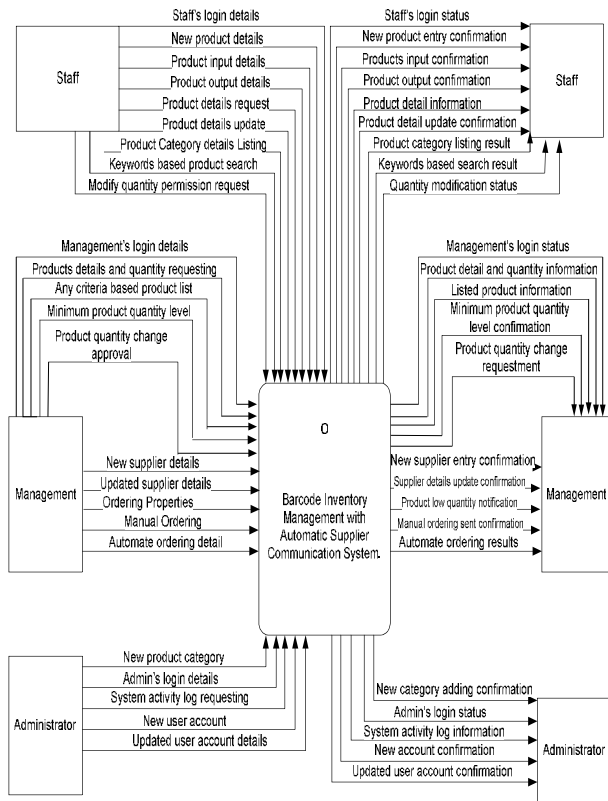 Staff
Staff's login details
New product details
Product input details
Product output details
Product details request
Product details update
Product Category details Listing
Keywords based product search
Modify quantity permission request
Staff's login status
New product entry confirmation
Products input confirmation
Product output confirmation
Product detail information
Product detail update confirmation
Product category listing result
Keywords based search result
Quantity modification status
Staff
Management's login details
Products details and quantity requesting
Any criteria based product list
Minimum product quantity level
Product quantity change
approval
Management
New supplier details
Updated supplier details
Ordering Properties
Manual Ordering
Automate ordering detail
0
Barcode Inventory
Management with
Automatic Supplier
Communication System.
Management's login status
Product detail and quantity information
Listed product information
Minimum product quantity
level confirmation
Product quantity change
requestment
New supplier entry confirmation
Supplier details update confirmation
Product low quantity notification
Manual ordering sent confirmation
Automate ordering results
Management
Administrator
New product category
Admin's login details
System activity log requesting
New user account
Updated user account details
New category adding confirmation
Admin's login status
System activity log information
New account confirmation
Updated user account confirmation
Administrator